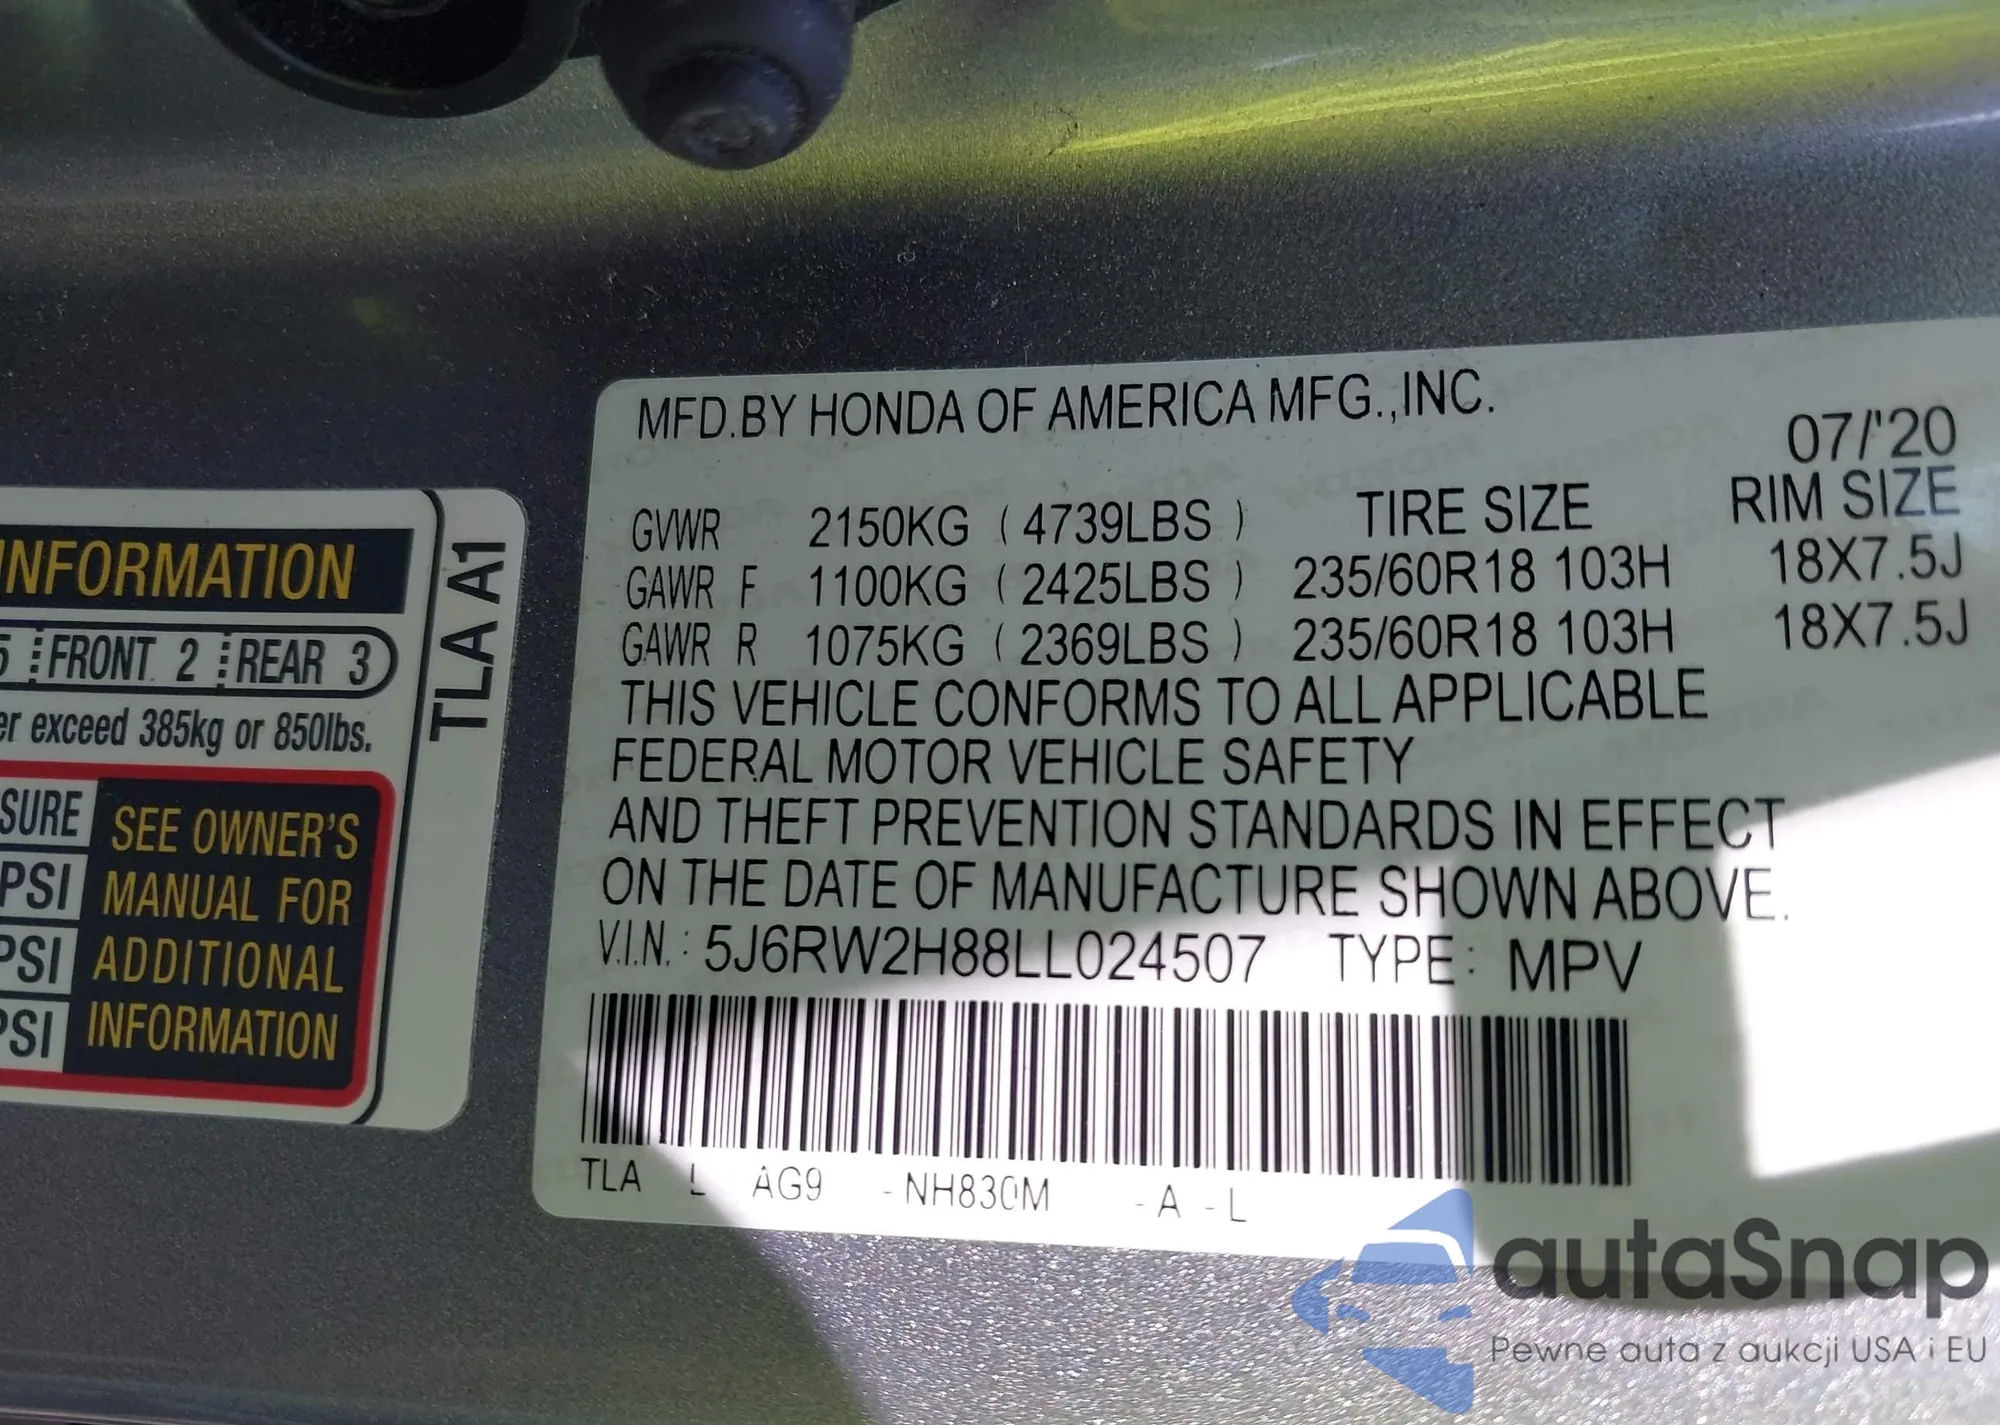 INFORMATION
5 FRONT 2 REAR 3
exceed 385kg or 850lbs.
SURE
PSI
PSI
PSI
SEE OWNER'S
MANUAL FOR
ADDITIONAL
INFORMATION
TLA A1
MFD.BY HONDA OF AMERICA MFG.,INC.
07/'20
GVWR 2150KG ( 4739LBS ) TIRE SIZE RIM SIZE
GAWR F 1100KG ( 2425LBS ) 235/60R18 103H 18X7.5J
GAWR R 1075KG ( 2369LBS ) 235/60R18 103H 18X7.5J
THIS VEHICLE CONFORMS TO ALL APPLICABLE
FEDERAL MOTOR VEHICLE SAFETY
AND THEFT PREVENTION STANDARDS IN EFFECT
ON THE DATE OF MANUFACTURE SHOWN ABOVE.
V.I.N.: 5J6RW2H88LL024507 TYPE: MPV
TLA L AG9 - NH830M - A - L
autaSnap
Pewne auta z aukcji USA i EU